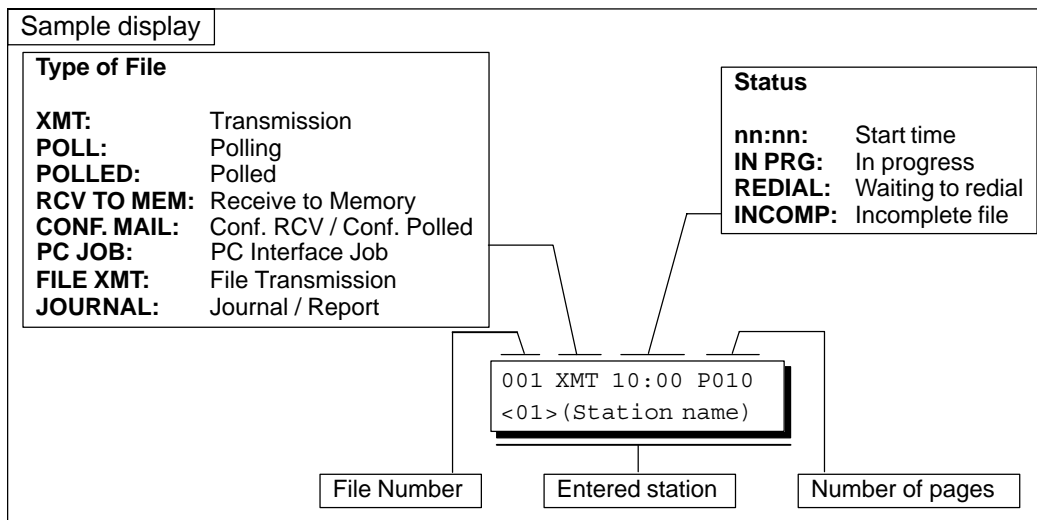 Sample display
Type of File
XMT: Transmission
POLL: Polling
POLLED: Polled
RCV TO MEM: Receive to Memory
CONF. MAIL: Conf. RCV / Conf. Polled
PC JOB: PC Interface Job
FILE XMT: File Transmission
JOURNAL: Journal / Report
Status
nn:nn: Start time
IN PRG: In progress
REDIAL: Waiting to redial
INCOMP: Incomplete file
001 XMT 10:00 P010
<01>(Station name)
File Number
Entered station
Number of pages